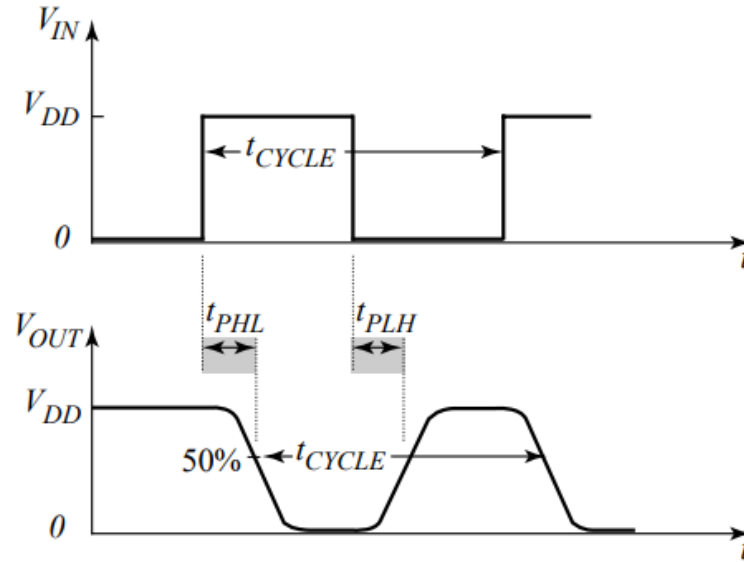 V_IN
V_DD
t_CYCLE
0
t
t_PHL
t_PLH
V_OUT
V_DD
50%
t_CYCLE
0
t